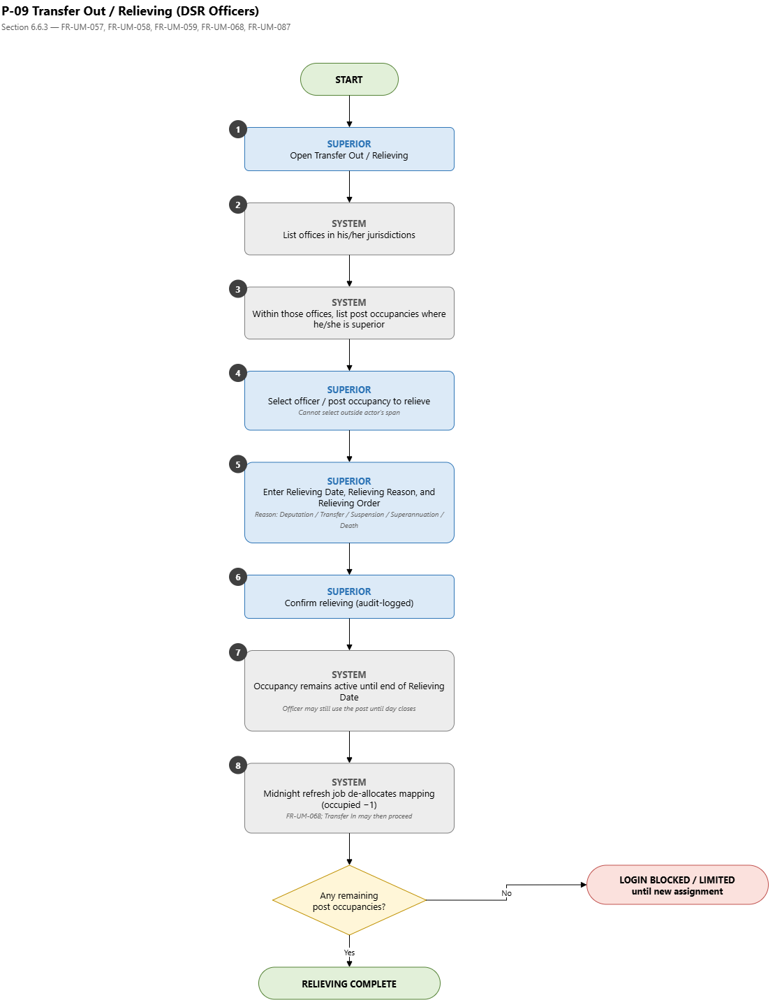 P-09 Transfer Out / Relieving (DSR Officers)
Section 6.6.3 — FR-UM-057, FR-UM-058, FR-UM-059, FR-UM-068, FR-UM-087
START
1
SUPERIOR
Open Transfer Out / Relieving
2
SYSTEM
List offices in his/her jurisdictions
3
SYSTEM
Within those offices, list post occupancies where
he/she is superior
4
SUPERIOR
Select officer / post occupancy to relieve
Cannot select outside actor's span
5
SUPERIOR
Enter Relieving Date, Relieving Reason, and
Relieving Order
Reason: Deputation / Transfer / Suspension / Superannuation /
Death
6
SUPERIOR
Confirm relieving (audit-logged)
7
SYSTEM
Occupancy remains active until end of Relieving
Date
Officer may still use the post until day closes
8
SYSTEM
Midnight refresh job de-allocates mapping
(occupied −1)
FR-UM-068; Transfer In may then proceed
Any remaining
post occupancies?
No
LOGIN BLOCKED / LIMITED
until new assignment
Yes
RELIEVING COMPLETE